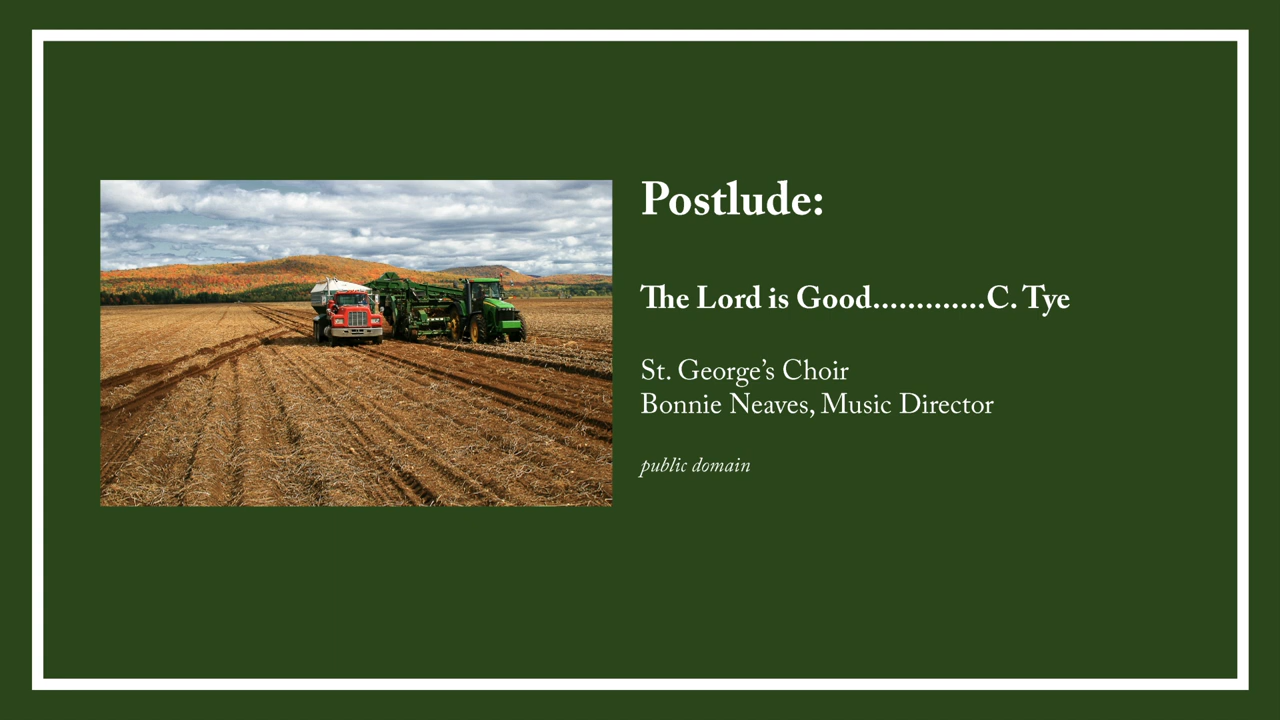 Postlude:
The Lord is Good.............C. Tye
St. George’s Choir
Bonnie Neaves, Music Director
public domain